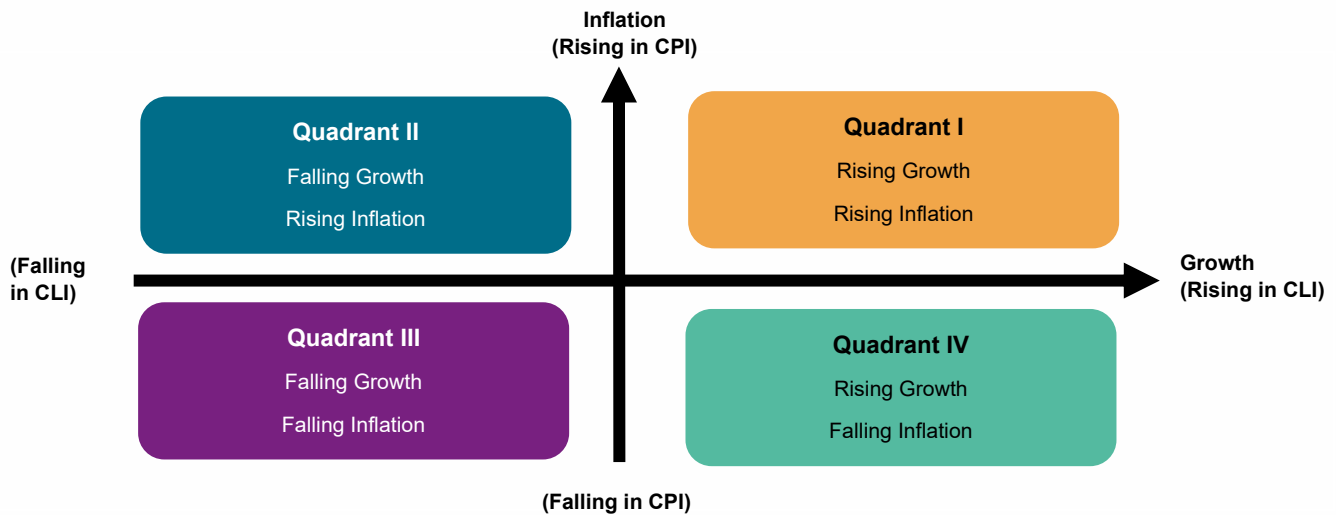 Inflation
(Rising in CPI)
Quadrant II
Falling Growth
Rising Inflation
Quadrant I
Rising Growth
Rising Inflation
(Falling
in CLI)
Growth
(Rising in CLI)
Quadrant III
Falling Growth
Falling Inflation
Quadrant IV
Rising Growth
Falling Inflation
(Falling in CPI)